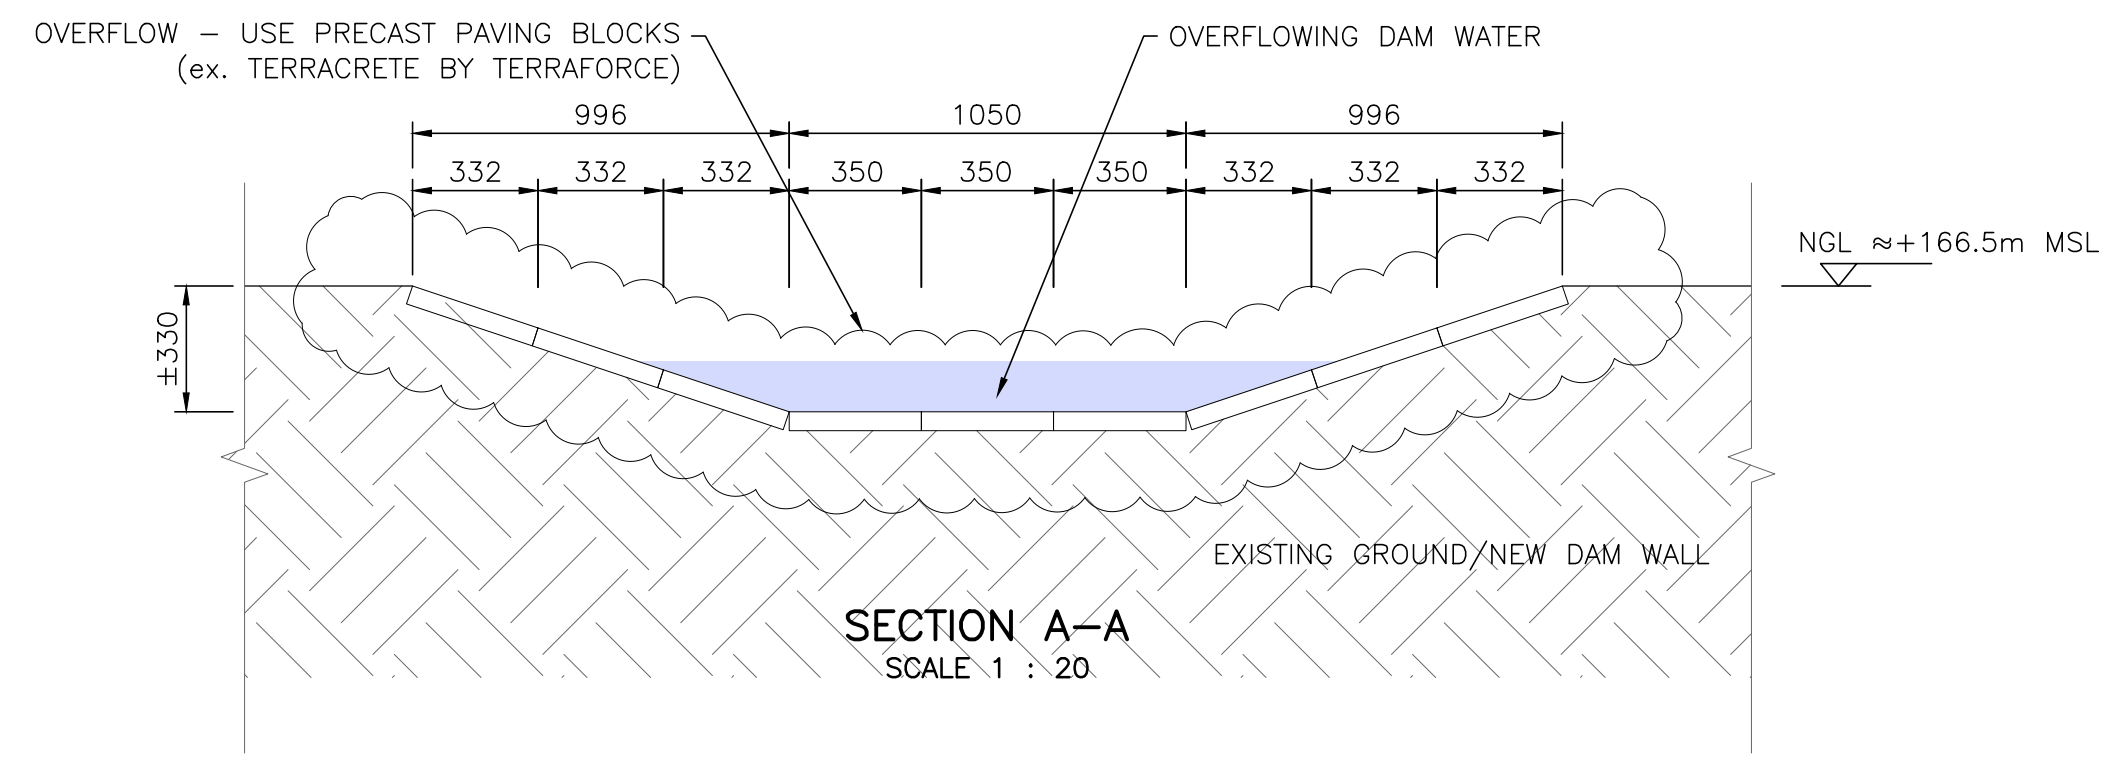 OVERFLOW - USE PRECAST PAVING BLOCKS
(ex. TERRACRETE BY TERRAFORCE)
OVERFLOWING DAM WATER
996 1050 996
332 332 332 350 350 350 332 332 332
NGL ≈+166.5m MSL
±330
EXISTING GROUND/NEW DAM WALL
SECTION A-A
SCALE 1 : 20